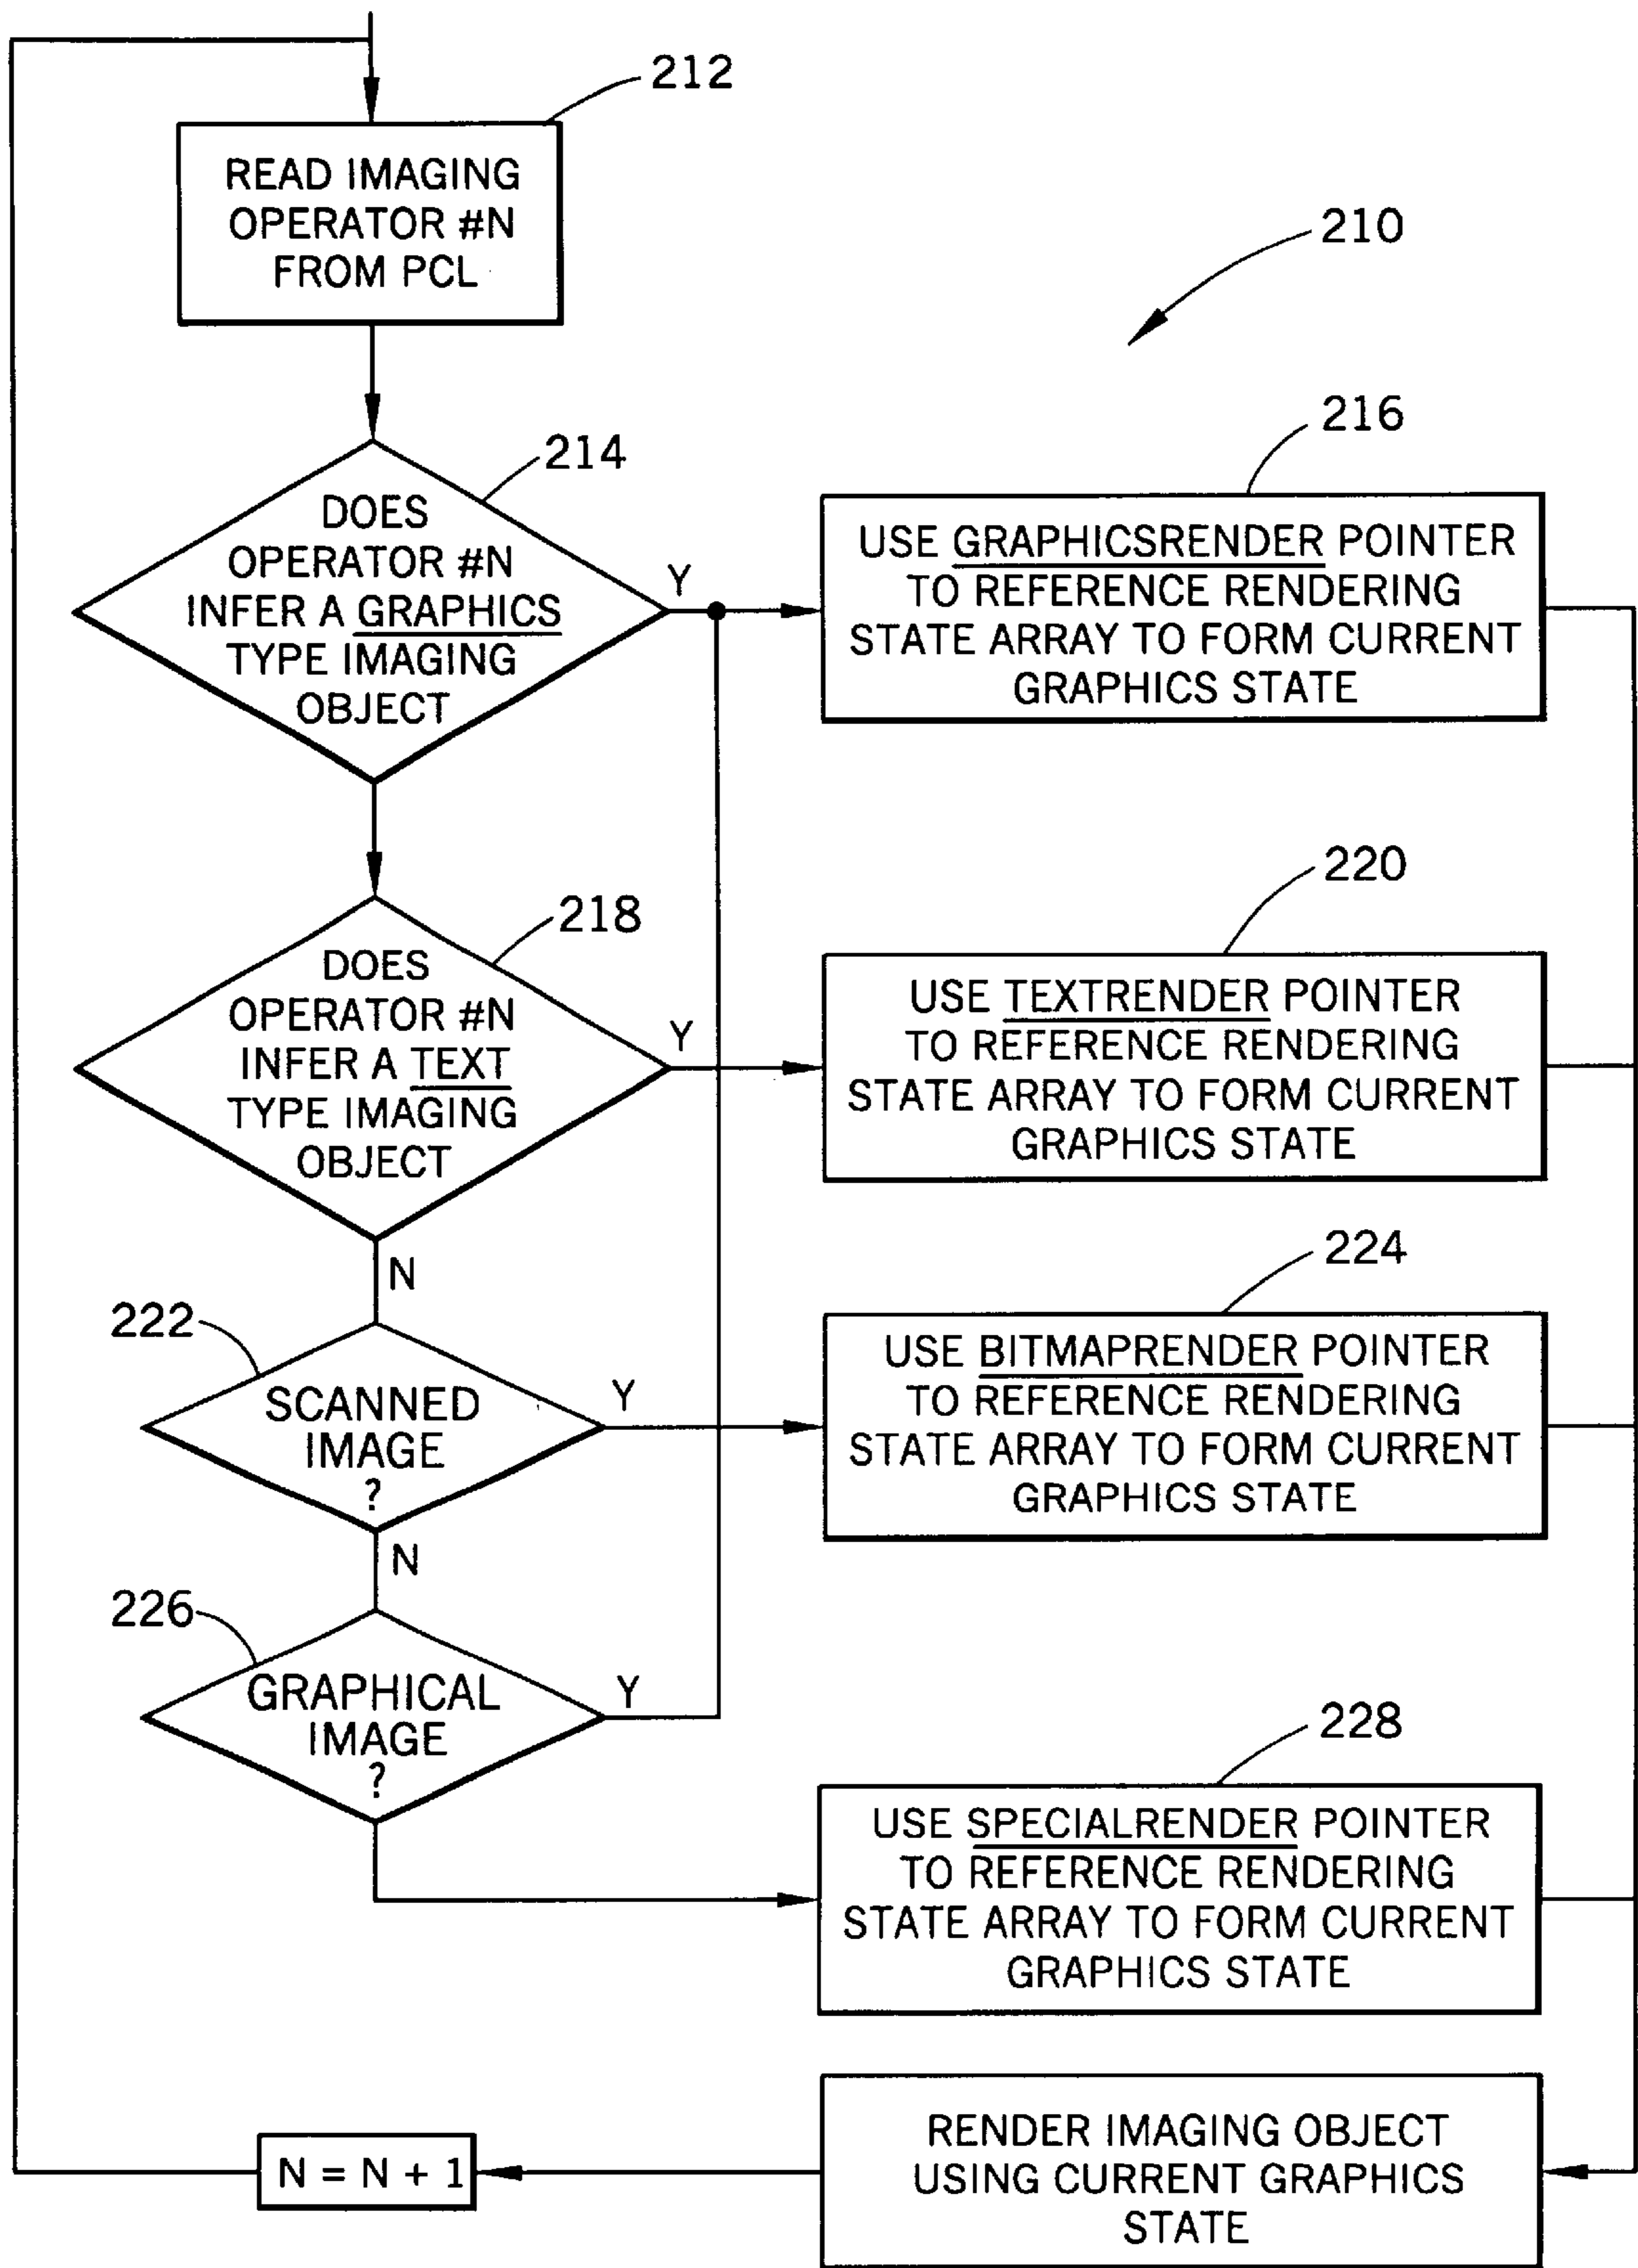 212
READ IMAGING
OPERATOR #N
FROM PCL
210
214
DOES
OPERATOR #N
INFER A GRAPHICS
TYPE IMAGING
OBJECT
Y
216
USE GRAPHICSRENDER POINTER
TO REFERENCE RENDERING
STATE ARRAY TO FORM CURRENT
GRAPHICS STATE
218
DOES
OPERATOR #N
INFER A TEXT
TYPE IMAGING
OBJECT
Y
N
220
USE TEXTRENDER POINTER
TO REFERENCE RENDERING
STATE ARRAY TO FORM CURRENT
GRAPHICS STATE
222
SCANNED
IMAGE
?
Y
N
224
USE BITMAPRENDER POINTER
TO REFERENCE RENDERING
STATE ARRAY TO FORM CURRENT
GRAPHICS STATE
226
GRAPHICAL
IMAGE
?
Y
228
USE SPECIALRENDER POINTER
TO REFERENCE RENDERING
STATE ARRAY TO FORM CURRENT
GRAPHICS STATE
RENDER IMAGING OBJECT
USING CURRENT GRAPHICS
STATE
N = N + 1